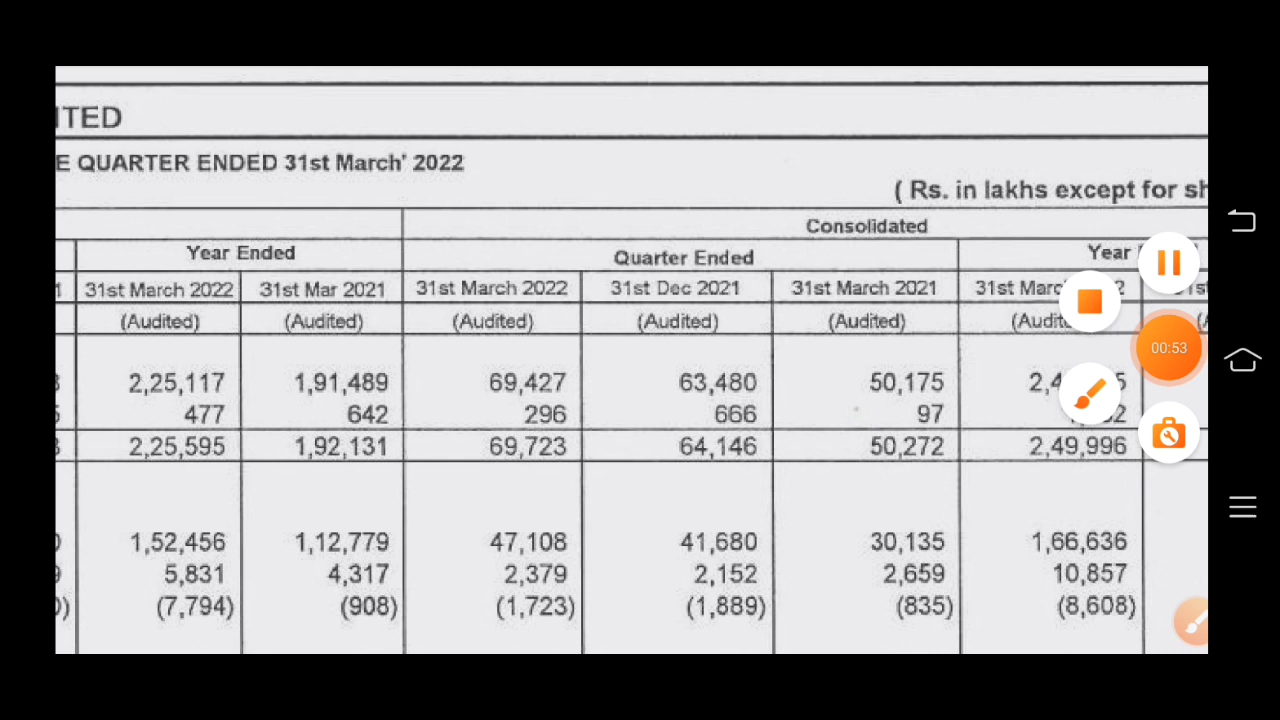 ITED
E QUARTER ENDED 31st March' 2022
( Rs. in lakhs except for sh
Consolidated
Year Ended Quarter Ended Year
31st March 2022 31st Mar 2021 31st March 2022 31st Dec 2021 31st March 2021 31st Marc 2
(Audited) (Audited) (Audited) (Audited) (Audited) (Audit
2,25,117 1,91,489 69,427 63,480 50,175 2,4
477 642 296 666 97
2,25,595 1,92,131 69,723 64,146 50,272 2,49,996
1,52,456 1,12,779 47,108 41,680 30,135 1,66,636
5,831 4,317 2,379 2,152 2,659 10,857
(7,794) (908) (1,723) (1,889) (835) (8,608)
00:53